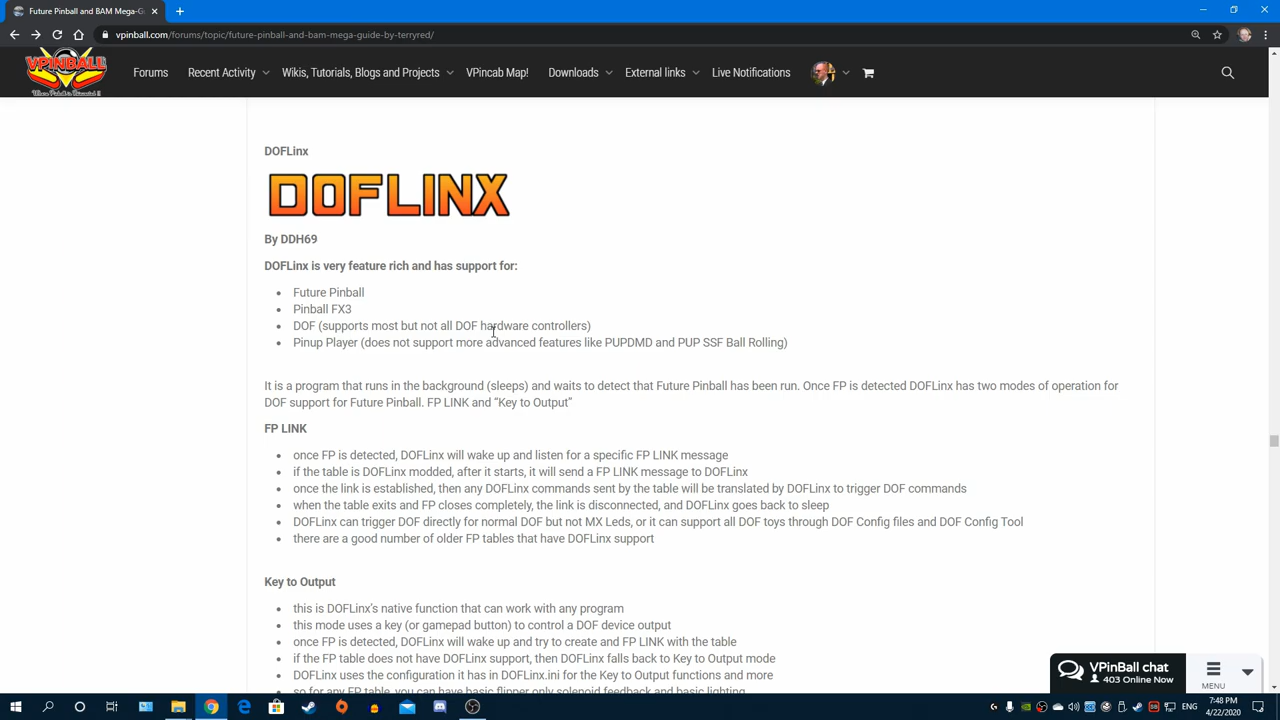 Future Pinball and BAM Mega-G
vpinball.com/forums/topic/future-pinball-and-bam-mega-guide-by-terryred/
VPINBALL
Forums Recent Activity Wikis, Tutorials, Blogs and Projects VPincab Map! Downloads External links Live Notifications
DOFLinx
DOFLINX
By DDH69
DOFLinx is very feature rich and has support for:
Future Pinball
Pinball FX3
DOF (supports most but not all DOF hardware controllers)
Pinup Player (does not support more advanced features like PUPDMD and PUP SSF Ball Rolling)
It is a program that runs in the background (sleeps) and waits to detect that Future Pinball has been run. Once FP is detected DOFLinx has two modes of operation for
DOF support for Future Pinball. FP LINK and “Key to Output”
FP LINK
once FP is detected, DOFLinx will wake up and listen for a specific FP LINK message
if the table is DOFLinx modded, after it starts, it will send a FP LINK message to DOFLinx
once the link is established, then any DOFLinx commands sent by the table will be translated by DOFLinx to trigger DOF commands
when the table exits and FP closes completely, the link is disconnected, and DOFLinx goes back to sleep
DOFLinx can trigger DOF directly for normal DOF but not MX Leds, or it can support all DOF toys through DOF Config files and DOF Config Tool
there are a good number of older FP tables that have DOFLinx support
Key to Output
this is DOFLinx’s native function that can work with any program
this mode uses a key (or gamepad button) to control a DOF device output
once FP is detected, DOFLinx will wake up and try to create and FP LINK with the table
if the FP table does not have DOFLinx support, then DOFLinx falls back to Key to Output mode
DOFLinx uses the configuration it has in DOFLinx.ini for the Key to Output functions and more
so for any FP table, you can have basic flipper only solenoid feedback and basic lighting
VPinBall chat
403 Online Now
MENU
ENG
7:48 PM
4/22/2020